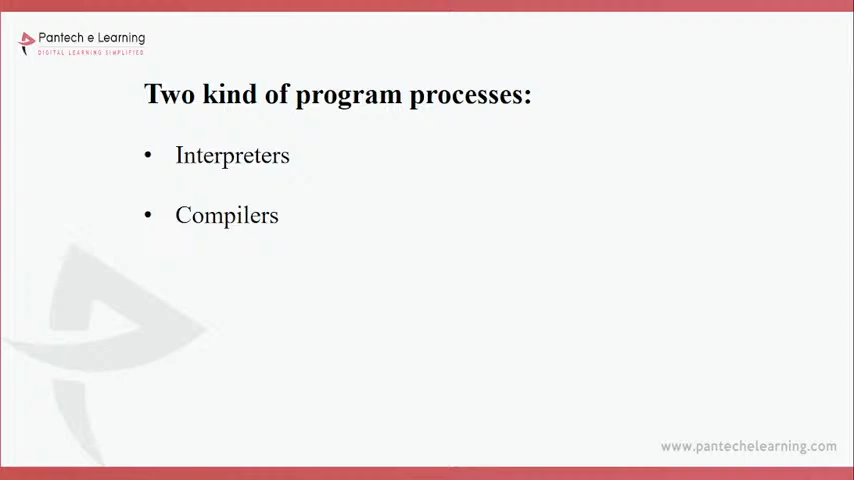 Pantech e Learning
DIGITAL LEARNING SIMPLIFIED
Two kind of program processes:
• Interpreters
• Compilers
www.pantechelearning.com